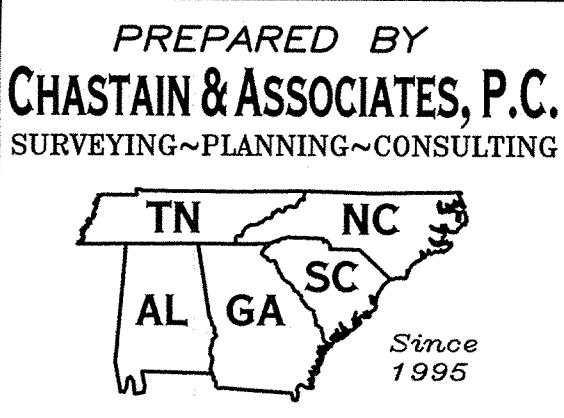 PREPARED BY
CHASTAIN & ASSOCIATES, P.C.
SURVEYING~PLANNING~CONSULTING
TN NC
SC
AL GA
Since
1995